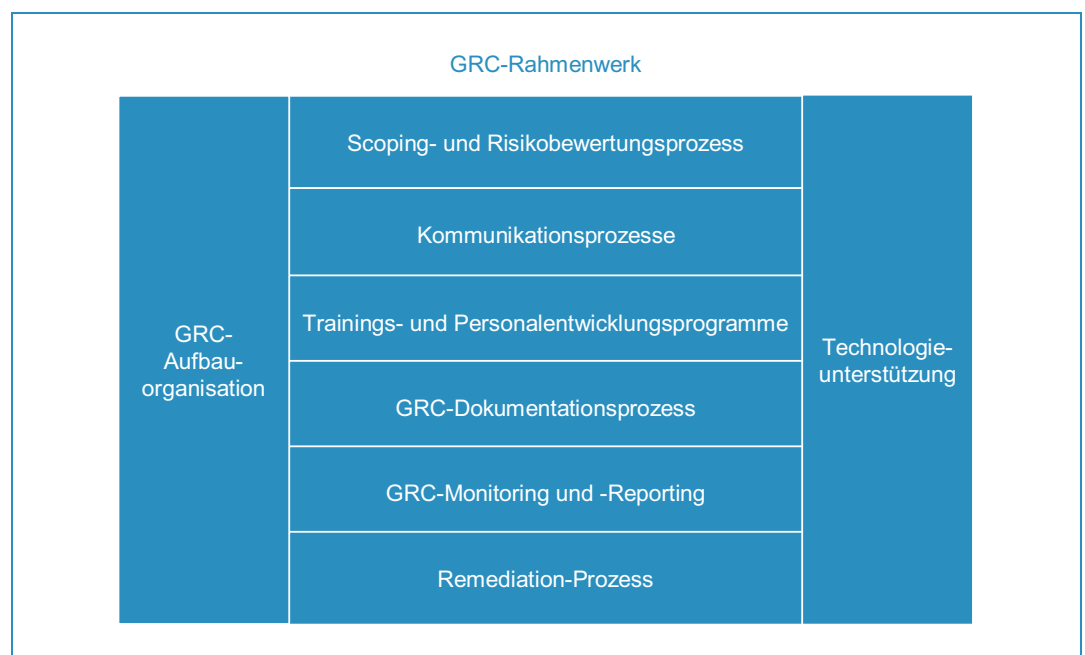 GRC-Rahmenwerk
GRC-
Aufbau-
organisation
Scoping- und Risikobewertungsprozess
Kommunikationsprozesse
Trainings- und Personalentwicklungsprogramme
GRC-Dokumentationsprozess
GRC-Monitoring und -Reporting
Remediation-Prozess
Technologie-
unterstützung